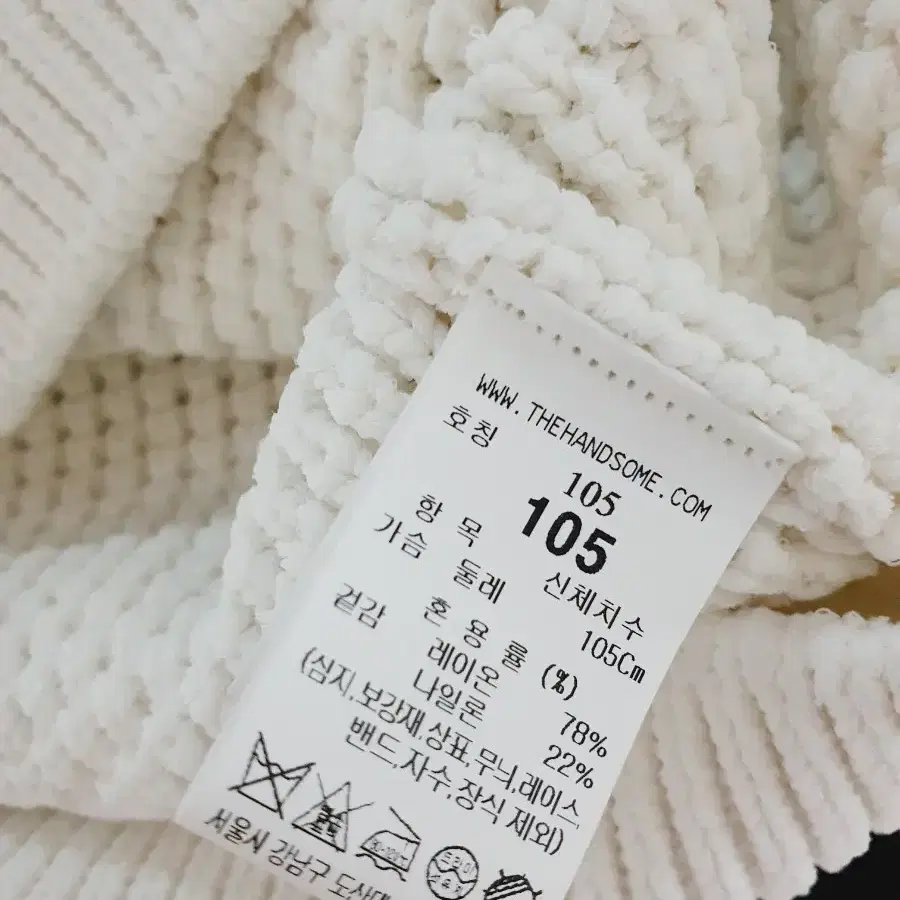 WWW.THEHANDSOME.COM
호칭 105
105
항 목 신체치수
가슴 둘레 105Cm
혼 용 률 (%)
겉감 레이온 78%
나일론 22%
(심지,보강재,상표,무늬,레이스,
밴드,자수,장식 제외)
드라이
서울시 강남구 도산대